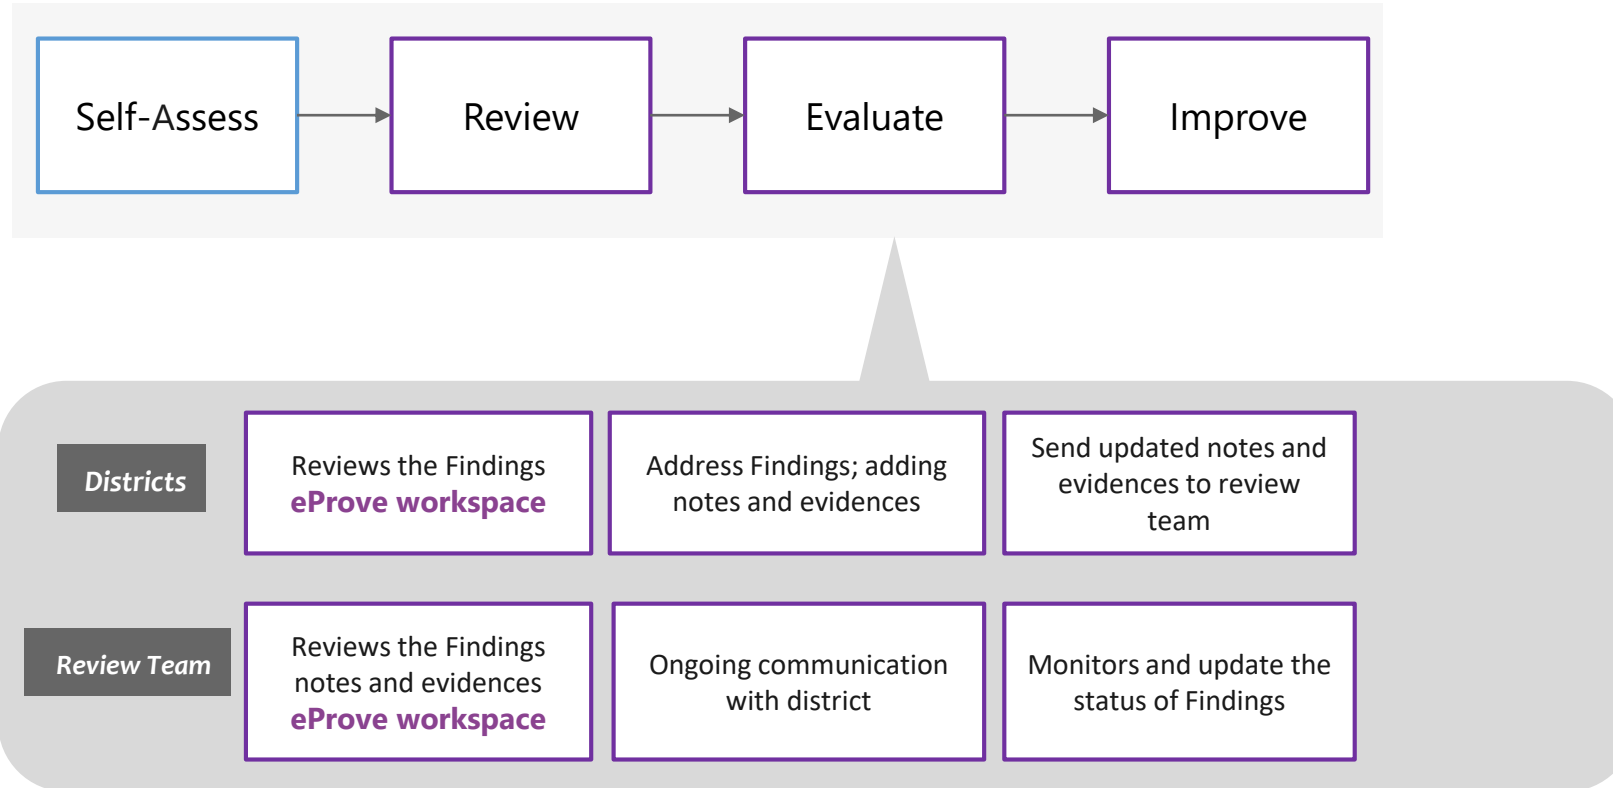 Self-Assess
Review
Evaluate
Improve
Districts
Reviews the Findings
eProve workspace
Address Findings; adding
notes and evidences
Send updated notes and
evidences to review
team
Review Team
Reviews the Findings
notes and evidences
eProve workspace
Ongoing communication
with district
Monitors and update the
status of Findings